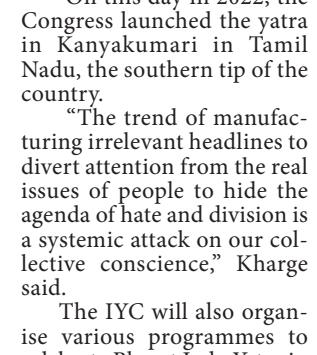 On this day in 2022, the
Congress launched the yatra
in Kanyakumari in Tamil
Nadu, the southern tip of the
country.
“The trend of manufac-
turing irrelevant headlines to
divert attention from the real
issues of people to hide the
agenda of hate and division is
a systemic attack on our col-
lective conscience,” Kharge
said.
The IYC will also organ-
ise various programmes to